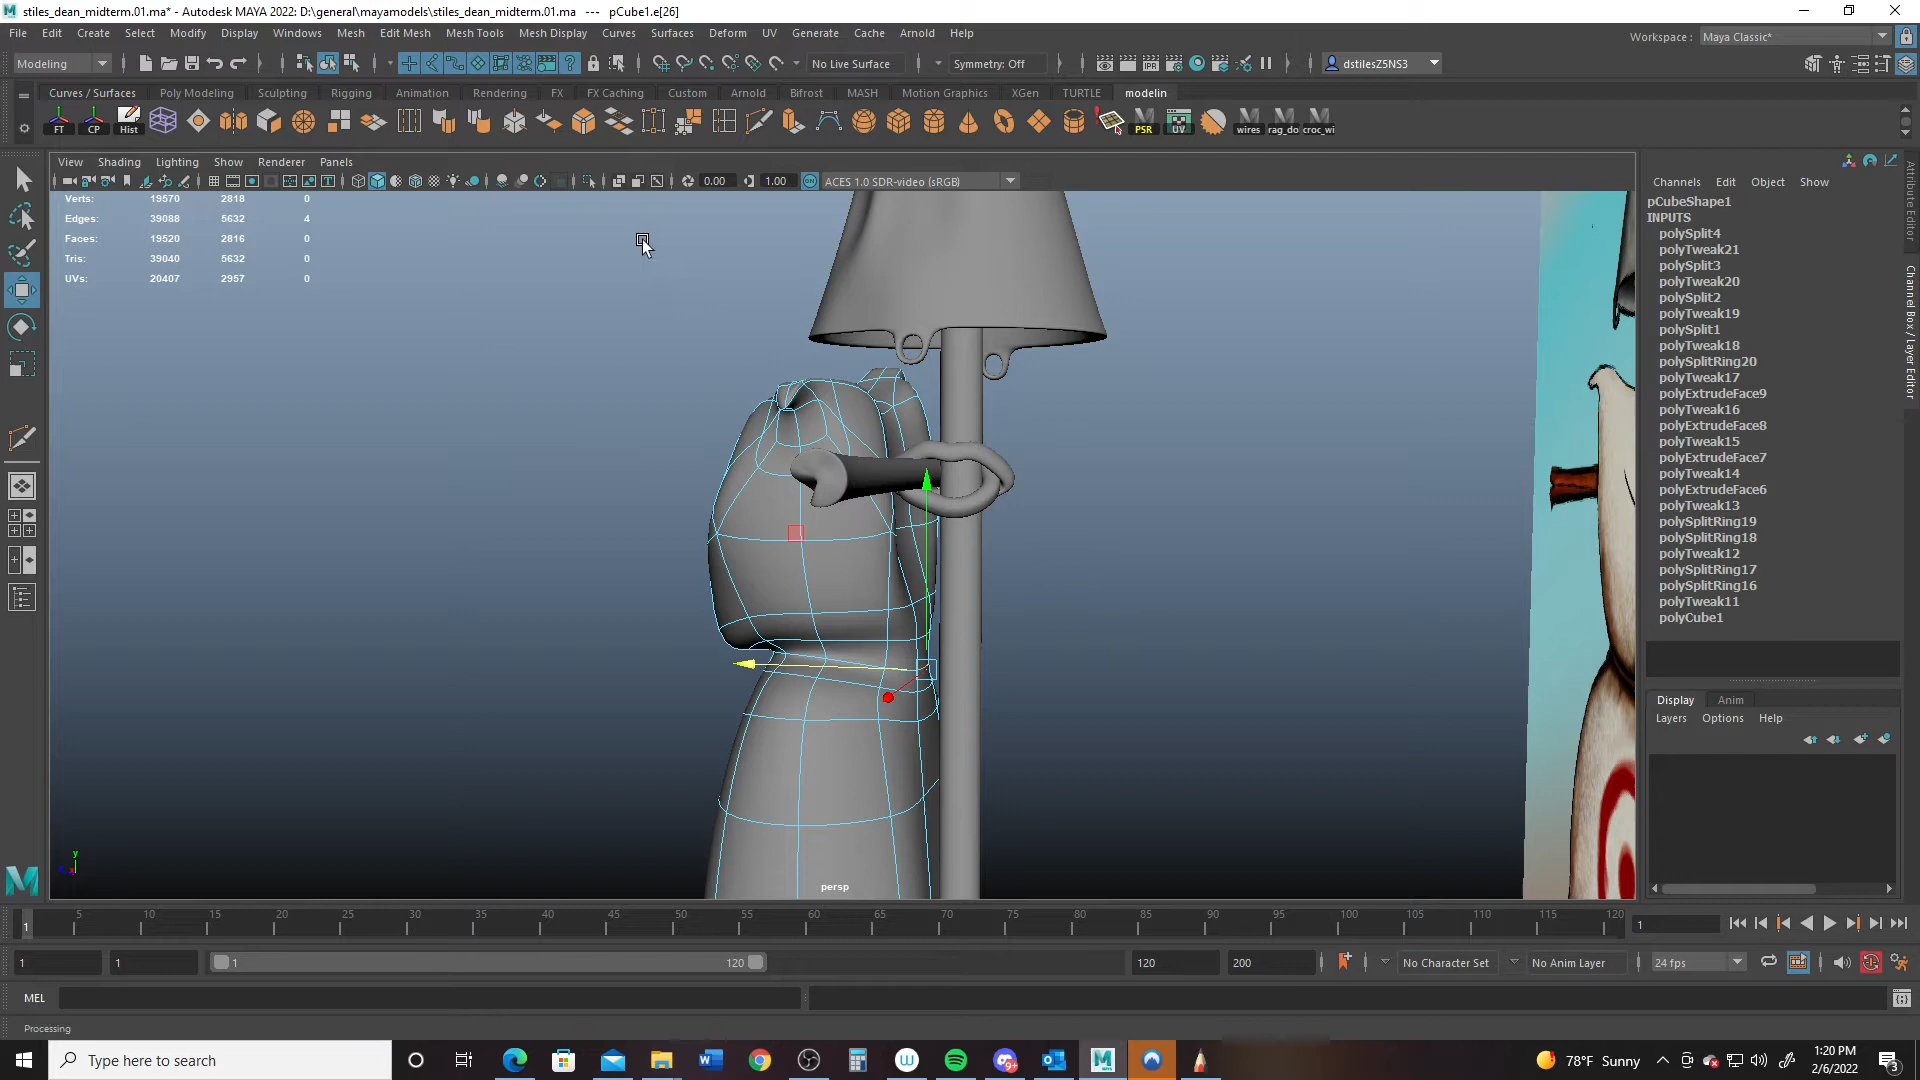 stiles_dean_midterm.01.ma* - Autodesk MAYA 2022: D:\general\mayamodels\stiles_dean_midterm.01.ma --- pCube1.e[26]
File Edit Create Select Modify Display Windows Mesh Edit Mesh Mesh Tools Mesh Display Curves Surfaces Deform UV Generate Cache Arnold Help
Workspace : Maya Classic*
Modeling No Live Surface Symmetry: Off dstilesZ5NS3
Curves / Surfaces Poly Modeling Sculpting Rigging Animation Rendering FX FX Caching Custom Arnold Bifrost MASH Motion Graphics XGen TURTLE modelin
FT CP Hist PSR UV wires rag_do croc_wi
View Shading Lighting Show Renderer Panels
0.00 1.00 ON ACES 1.0 SDR-video (sRGB)
Verts: 19570 2818 0
Edges: 39088 5632 4
Faces: 19520 2816 0
Tris: 39040 5632 0
UVs: 20407 2957 0
y
persp
Channels Edit Object Show
pCubeShape1
INPUTS
polySplit4
polyTweak21
polySplit3
polyTweak20
polySplit2
polyTweak19
polySplit1
polyTweak18
polySplitRing20
polyTweak17
polyExtrudeFace9
polyTweak16
polyExtrudeFace8
polyTweak15
polyExtrudeFace7
polyTweak14
polyExtrudeFace6
polyTweak13
polySplitRing19
polySplitRing18
polyTweak12
polySplitRing17
polySplitRing16
polyTweak11
polyCube1
Attribute Editor
Channel Box / Layer Editor
Display Anim
Layers Options Help
5 10 15 20 25 30 35 40 45 50 55 60 65 70 75 80 85 90 95 100 105 110 115 120
1
1
1 1 1 120 120 200 No Character Set No Anim Layer 24 fps
MEL
Processing
Type here to search
9+
78°F Sunny
1:20 PM
2/6/2022
3